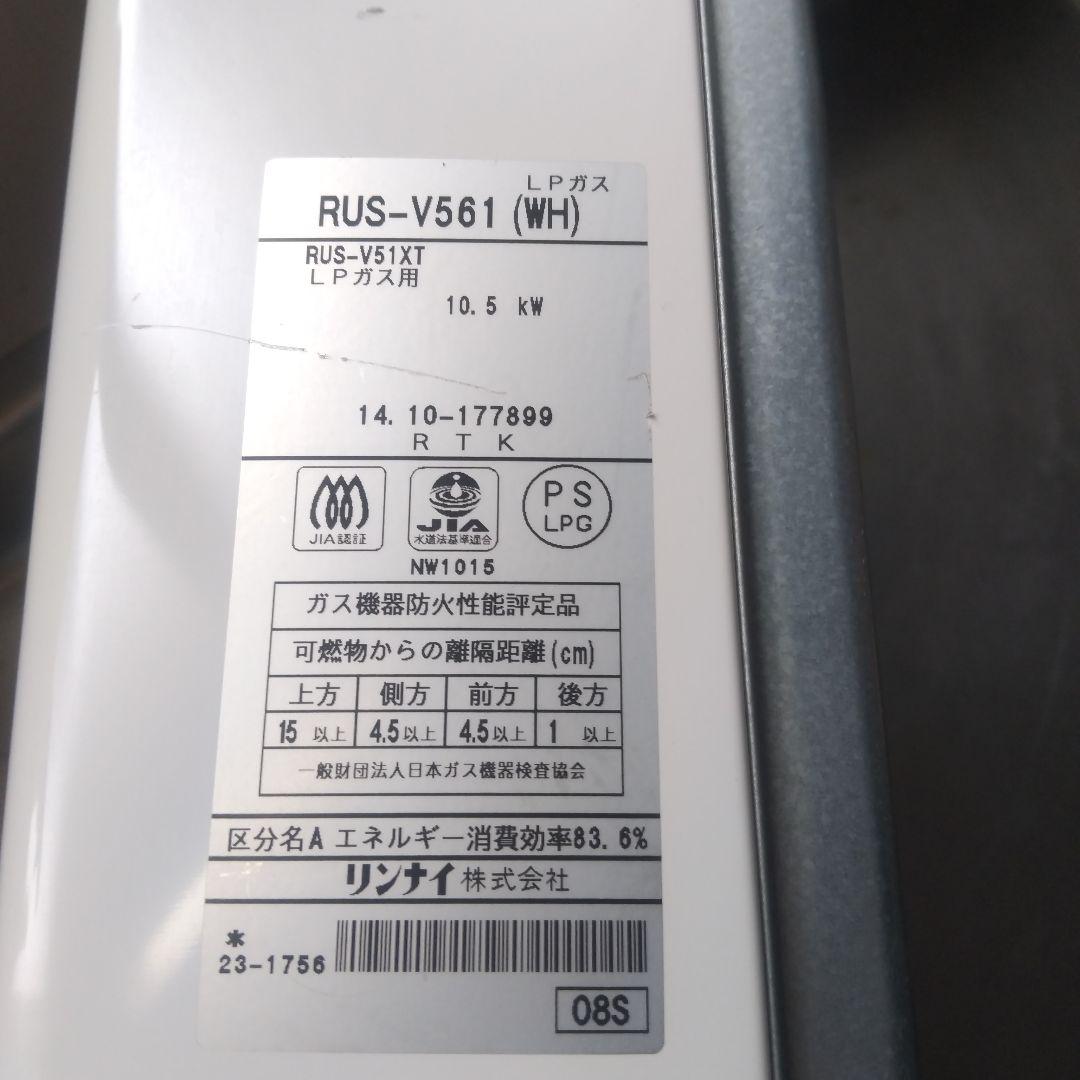 LPガス
RUS-V561 (WH)
RUS-V51XT
LPガス用
10.5 kW
14.10-177899
RTK
JIA認証
JIA
水道法基準適合
PS
LPG
NW1015
ガス機器防火性能評定品
可燃物からの離隔距離(cm)
上方 側方 前方 後方
15 以上 4.5以上 4.5以上 1 以上
一般財団法人日本ガス機器検査協会
区分名A エネルギー消費効率83.6%
リンナイ株式会社
*
23-1756
08S